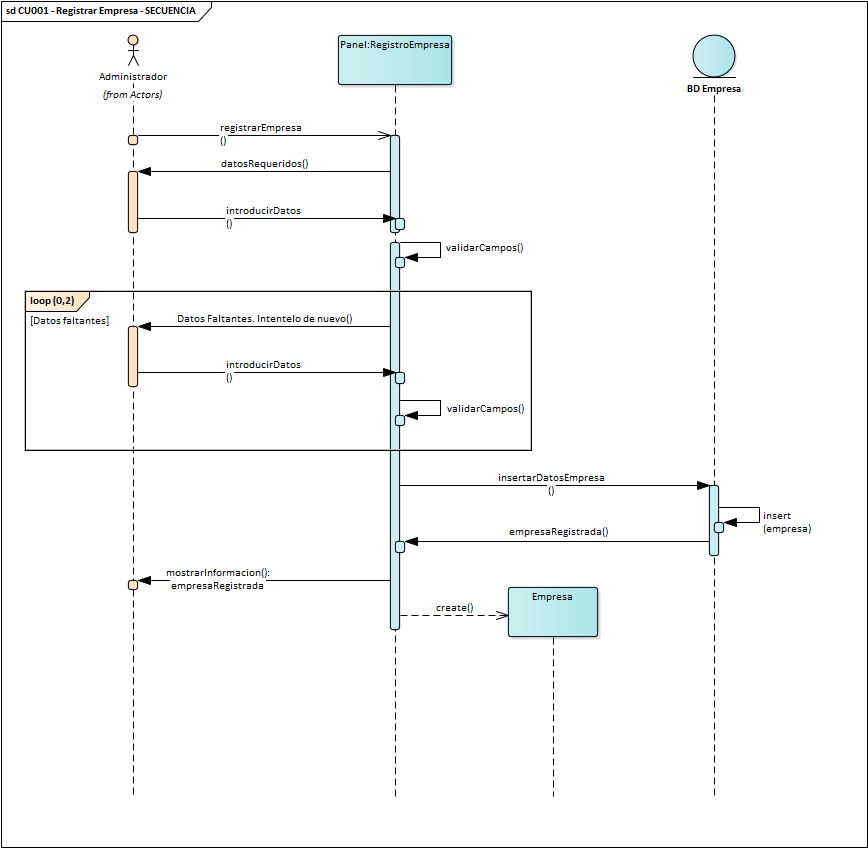 sd CU001 - Registrar Empresa - SECUENCIA
Administrador
(from Actors)
Panel:RegistroEmpresa
BD Empresa
registrarEmpresa
()
datosRequeridos()
introducirDatos
()
validarCampos()
loop (0,2)
[Datos faltantes]
Datos Faltantes. Intentelo de nuevo()
introducirDatos
()
validarCampos()
insertarDatosEmpresa
()
insert
(empresa)
empresaRegistrada()
mostrarInformacion():
empresaRegistrada
Empresa
create()